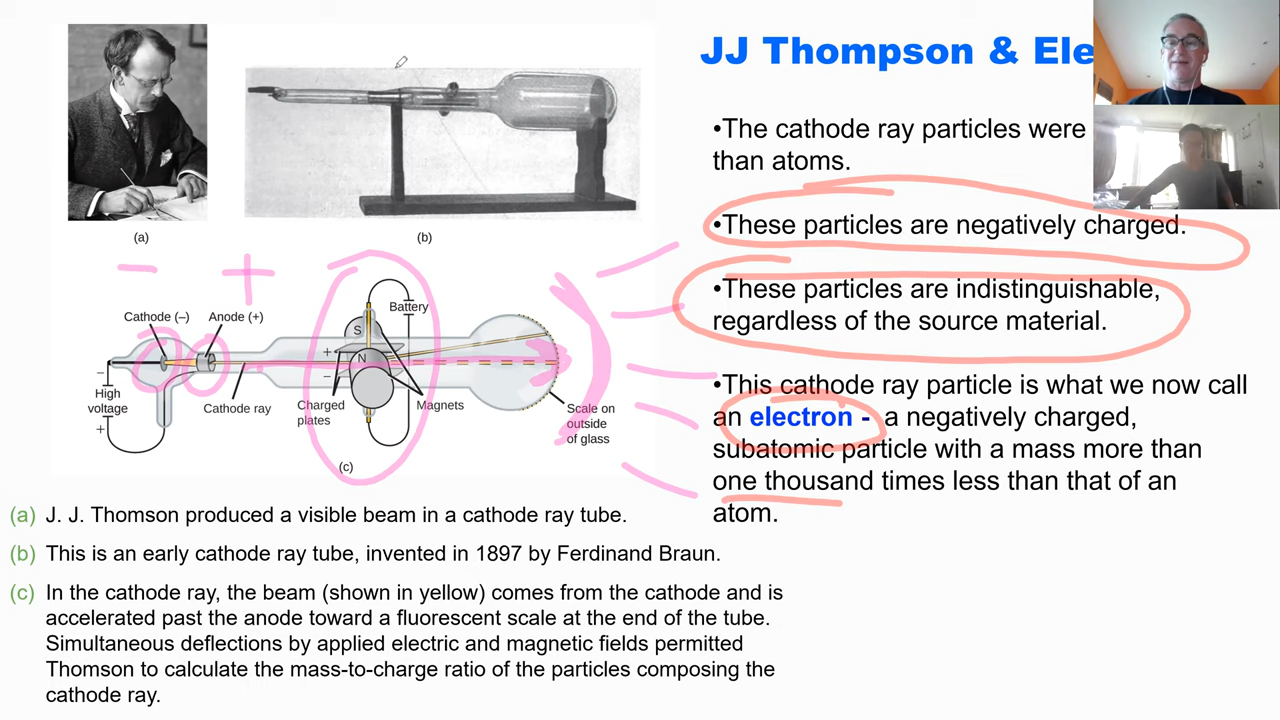 JJ Thompson & Ele
•The cathode ray particles were
than atoms.
•These particles are negatively charged.
•These particles are indistinguishable,
regardless of the source material.
•This cathode ray particle is what we now call
an electron - a negatively charged,
subatomic particle with a mass more than
one thousand times less than that of an
atom.
(a)
(b)
− +
Cathode (–) Anode (+)
Battery
S
N
+
–
–
High
voltage
+
Cathode ray
Charged
plates
Magnets
Scale on
outside
of glass
(c)
(a) J. J. Thomson produced a visible beam in a cathode ray tube.
(b) This is an early cathode ray tube, invented in 1897 by Ferdinand Braun.
(c) In the cathode ray, the beam (shown in yellow) comes from the cathode and is
accelerated past the anode toward a fluorescent scale at the end of the tube.
Simultaneous deflections by applied electric and magnetic fields permitted
Thomson to calculate the mass-to-charge ratio of the particles composing the
cathode ray.